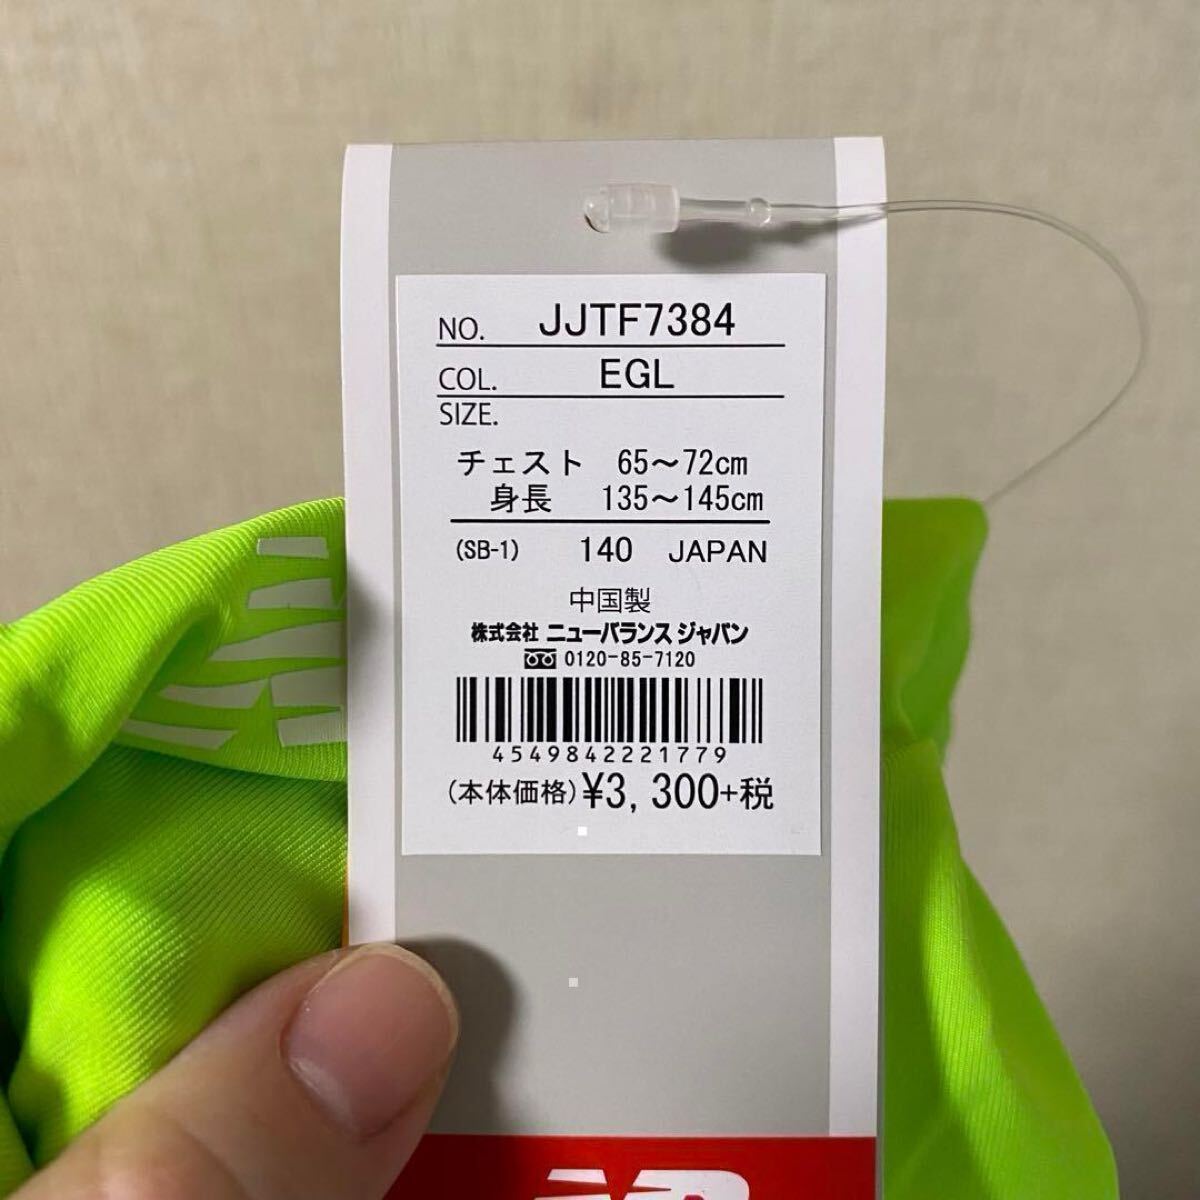 NO. JJTF7384
COL. EGL
SIZE.
チェスト 65～72cm
身長 135～145cm
(SB-1) 140 JAPAN
中国製
株式会社 ニューバランス ジャパン
0120-85-7120
4549842221779
(本体価格)¥3,300+税